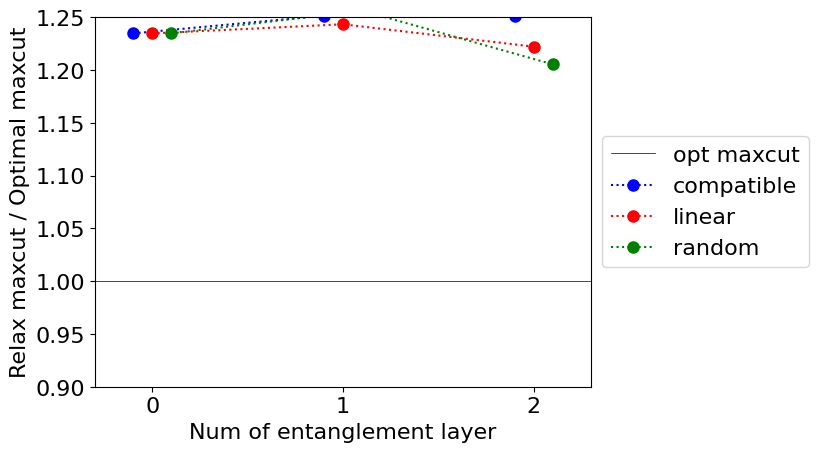 1.25
1.20
1.15
1.10
1.05
1.00
0.95
0.90
Relax maxcut / Optimal maxcut
0 1 2
Num of entanglement layer
opt maxcut
compatible
linear
random